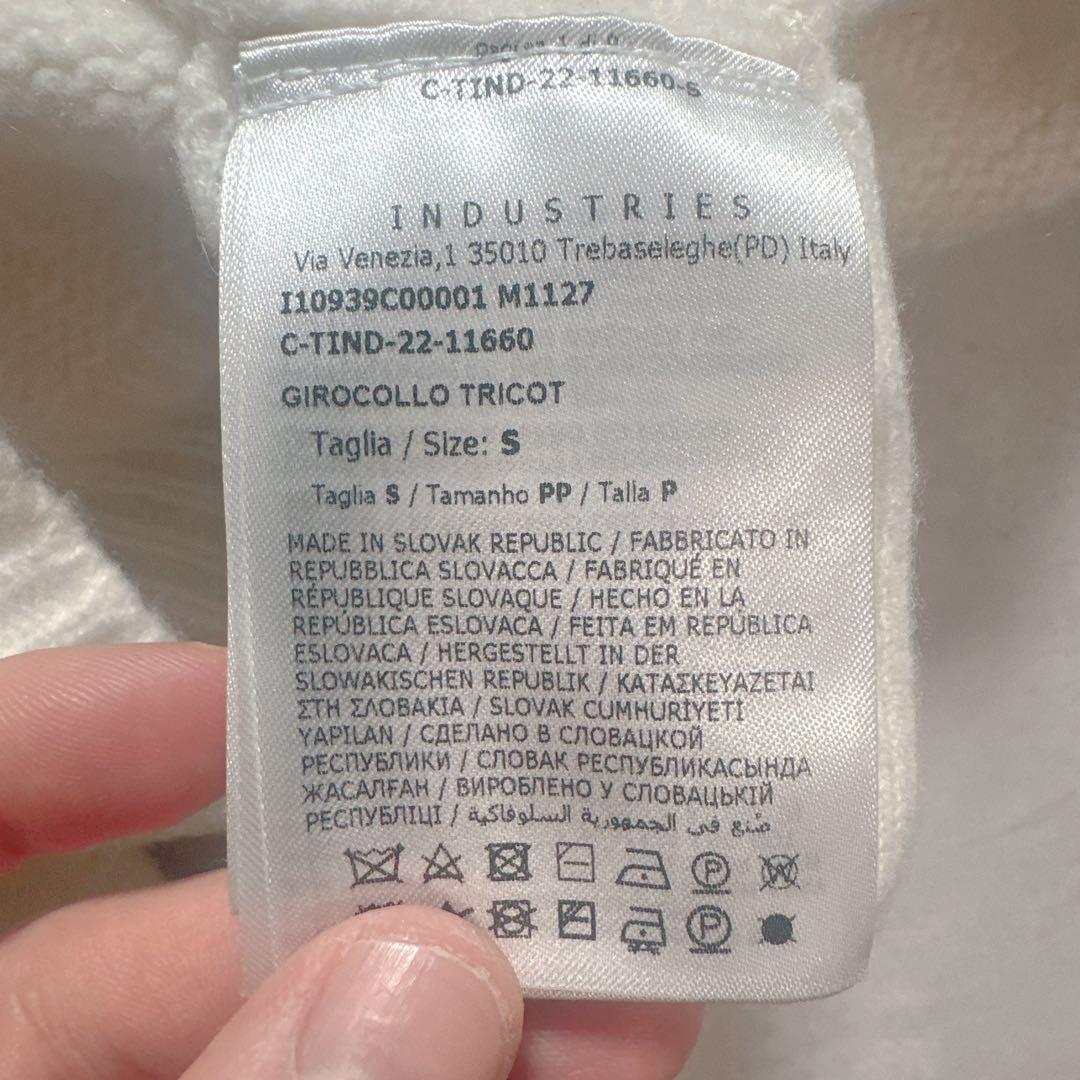 C-TIND-22-11660-S
INDUSTRIES
Via Venezia,1 35010 Trebaseleghe(PD) Italy
I10939C00001 M1127
C-TIND-22-11660
GIROCOLLO TRICOT
Taglia / Size: S
Taglia S / Tamanho PP / Talla P
MADE IN SLOVAK REPUBLIC / FABBRICATO IN
REPUBBLICA SLOVACCA / FABRIQUÉ EN
RÉPUBLIQUE SLOVAQUE / HECHO EN LA
REPÚBLICA ESLOVACA / FEITA EM REPÚBLICA
ESLOVACA / HERGESTELLT IN DER
SLOWAKISCHEN REPUBLIK / ΚΑΤΑΣΚΕΥΑΖΕΤΑΙ
ΣΤΗ ΣΛΟΒΑΚΙΑ / SLOVAK CUMHURİYETİ
YAPILAN / СДЕЛАНО В СЛОВАЦКОЙ
РЕСПУБЛИКИ / СЛОВАК РЕСПУБЛИКАСЫНДА
ЖАСАЛҒАН / ВИРОБЛЕНО У СЛОВАЦЬКІЙ
РЕСПУБЛІЦІ / صُنع في الجمهورية السلوفاكية
P W
P